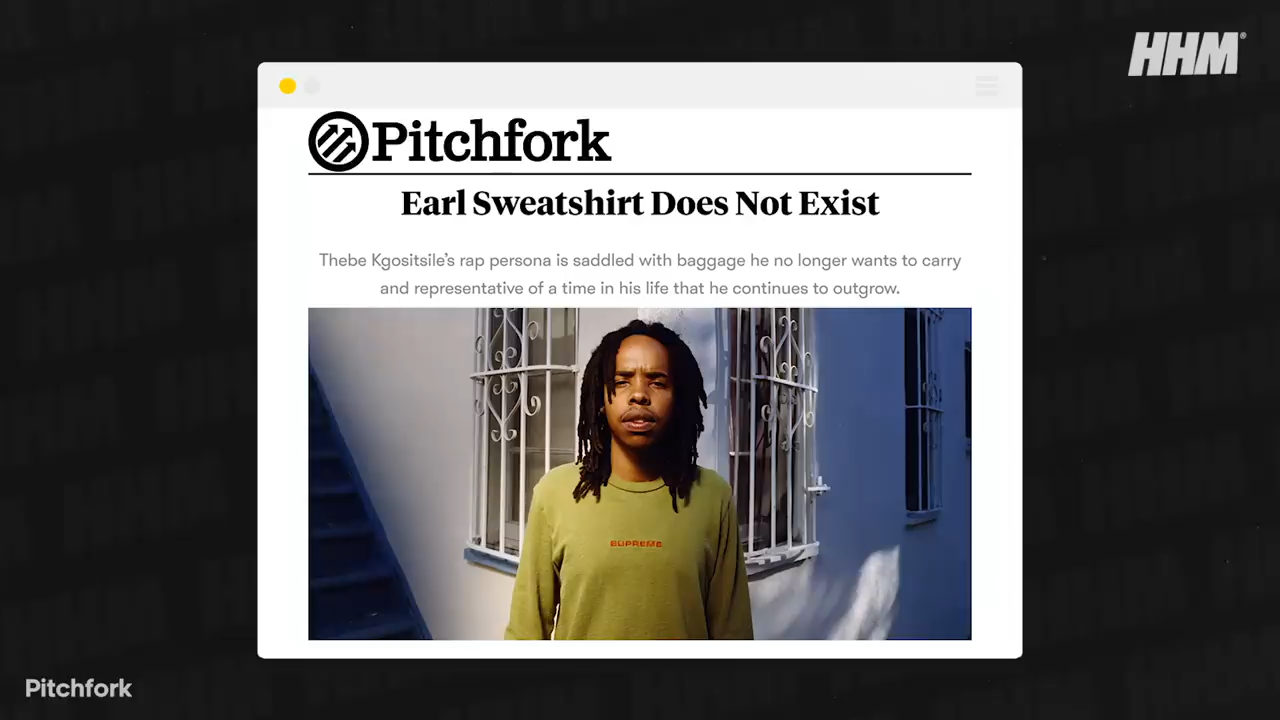 HHM®
Pitchfork
Earl Sweatshirt Does Not Exist
Thebe Kgositsile's rap persona is saddled with baggage he no longer wants to carry
and representative of a time in his life that he continues to outgrow.
SUPREME
Pitchfork